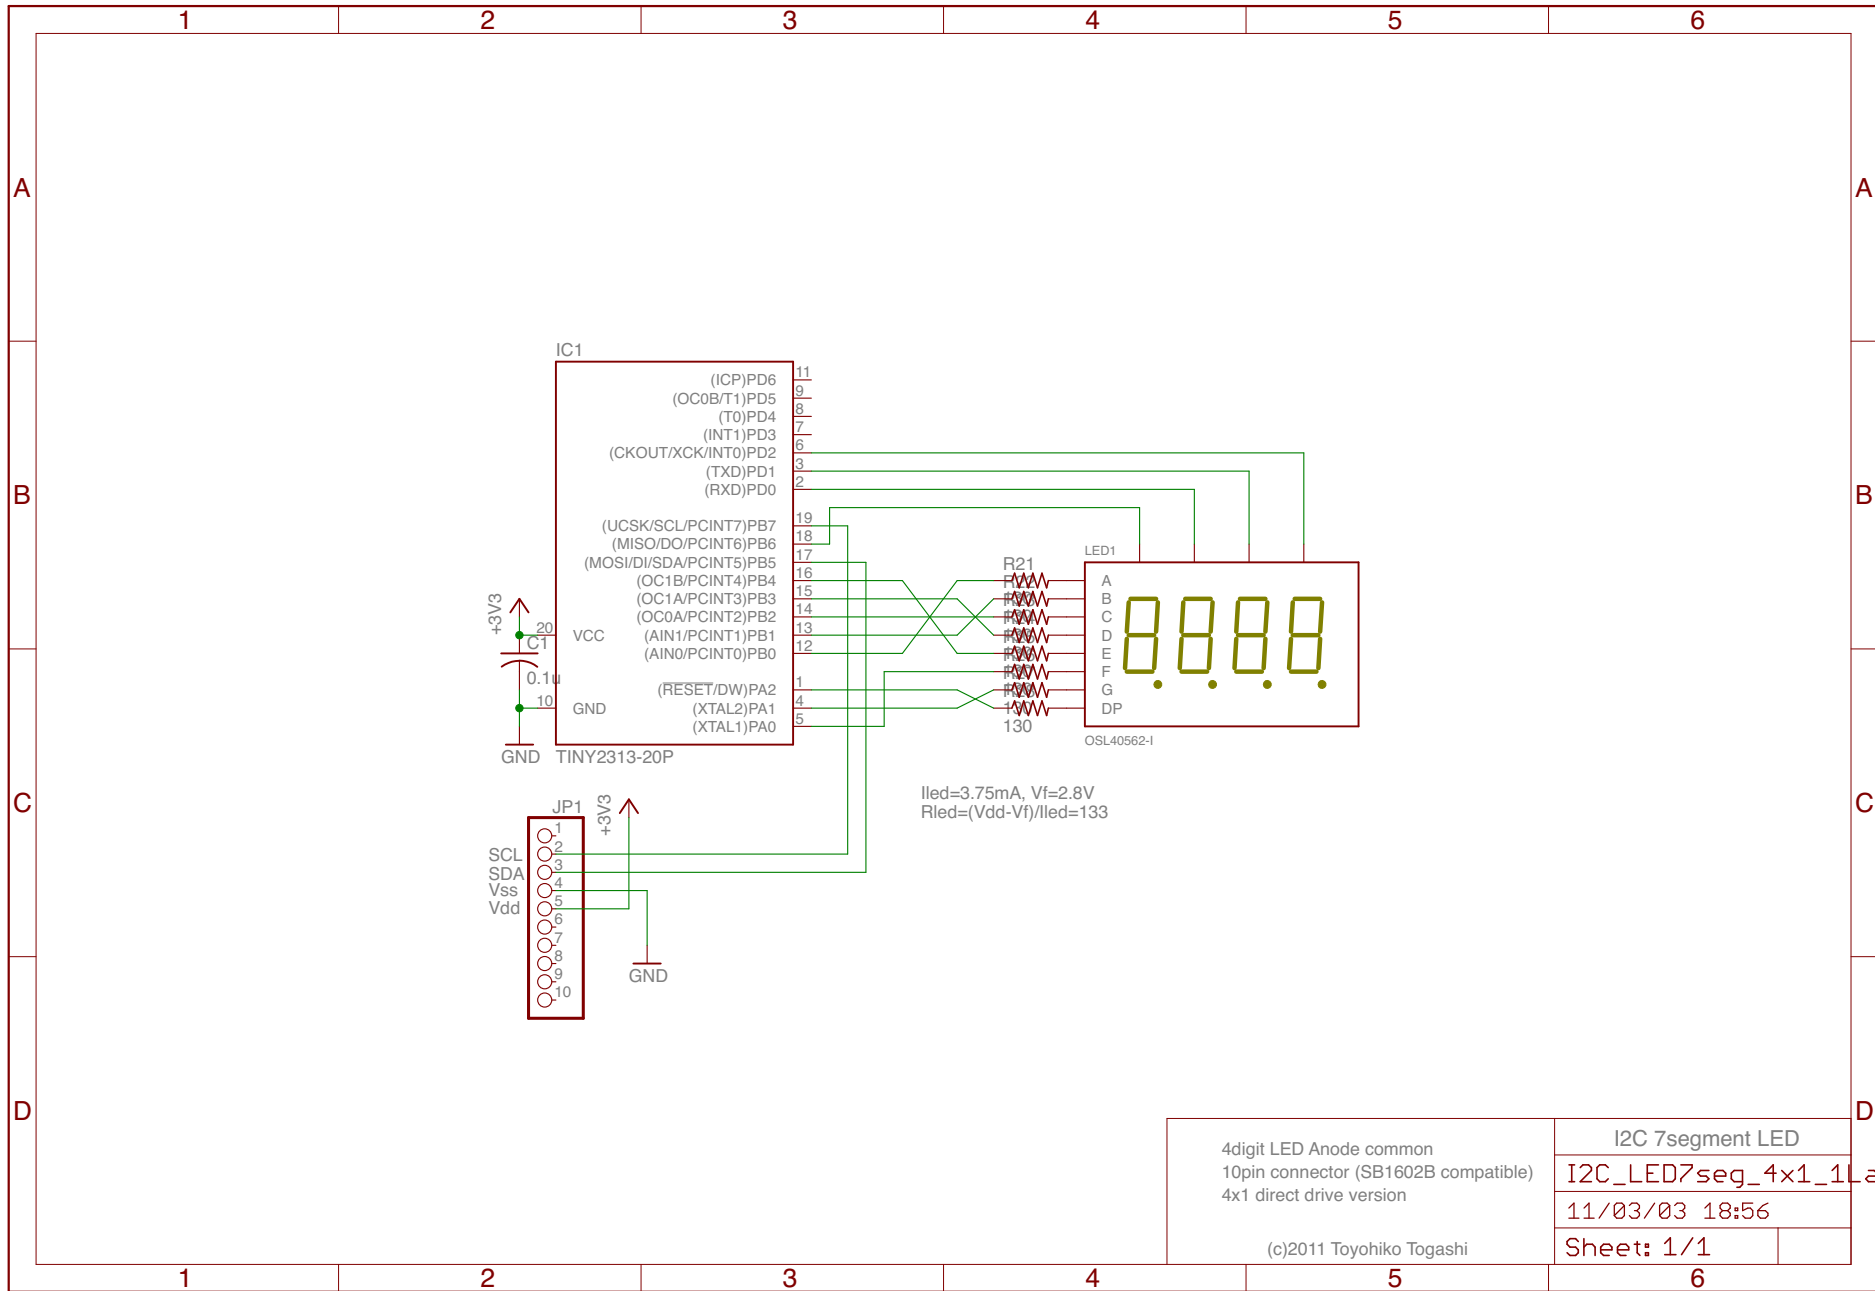 1 2 3 4 5 6
A A
B B
C C
D D
IC1
(ICP)PD6 11
(OC0B/T1)PD5 9
(T0)PD4 8
(INT1)PD3 7
(CKOUT/XCK/INT0)PD2 6
(TXD)PD1 3
(RXD)PD0 2
(UCSK/SCL/PCINT7)PB7 19
(MISO/DO/PCINT6)PB6 18
(MOSI/DI/SDA/PCINT5)PB5 17
(OC1B/PCINT4)PB4 16
(OC1A/PCINT3)PB3 15
(OC0A/PCINT2)PB2 14
(AIN1/PCINT1)PB1 13
(AIN0/PCINT0)PB0 12
(RESET/DW)PA2 1
(XTAL2)PA1 4
(XTAL1)PA0 5
20 VCC
10 GND
TINY2313-20P
+3V3
C1
0.1u
GND
R21
130
LED1
A
B
C
D
E
F
G
DP
OSL40562-I
Iled=3.75mA, Vf=2.8V
Rled=(Vdd-Vf)/Iled=133
JP1
+3V3
1
SCL 2
SDA 3
Vss 4
Vdd 5
6
7
8
9
10
GND
4digit LED Anode common
10pin connector (SB1602B compatible)
4x1 direct drive version
(c)2011 Toyohiko Togashi
I2C 7segment LED
I2C_LED7seg_4x1_1La
11/03/03 18:56
Sheet: 1/1
1 2 3 4 5 6